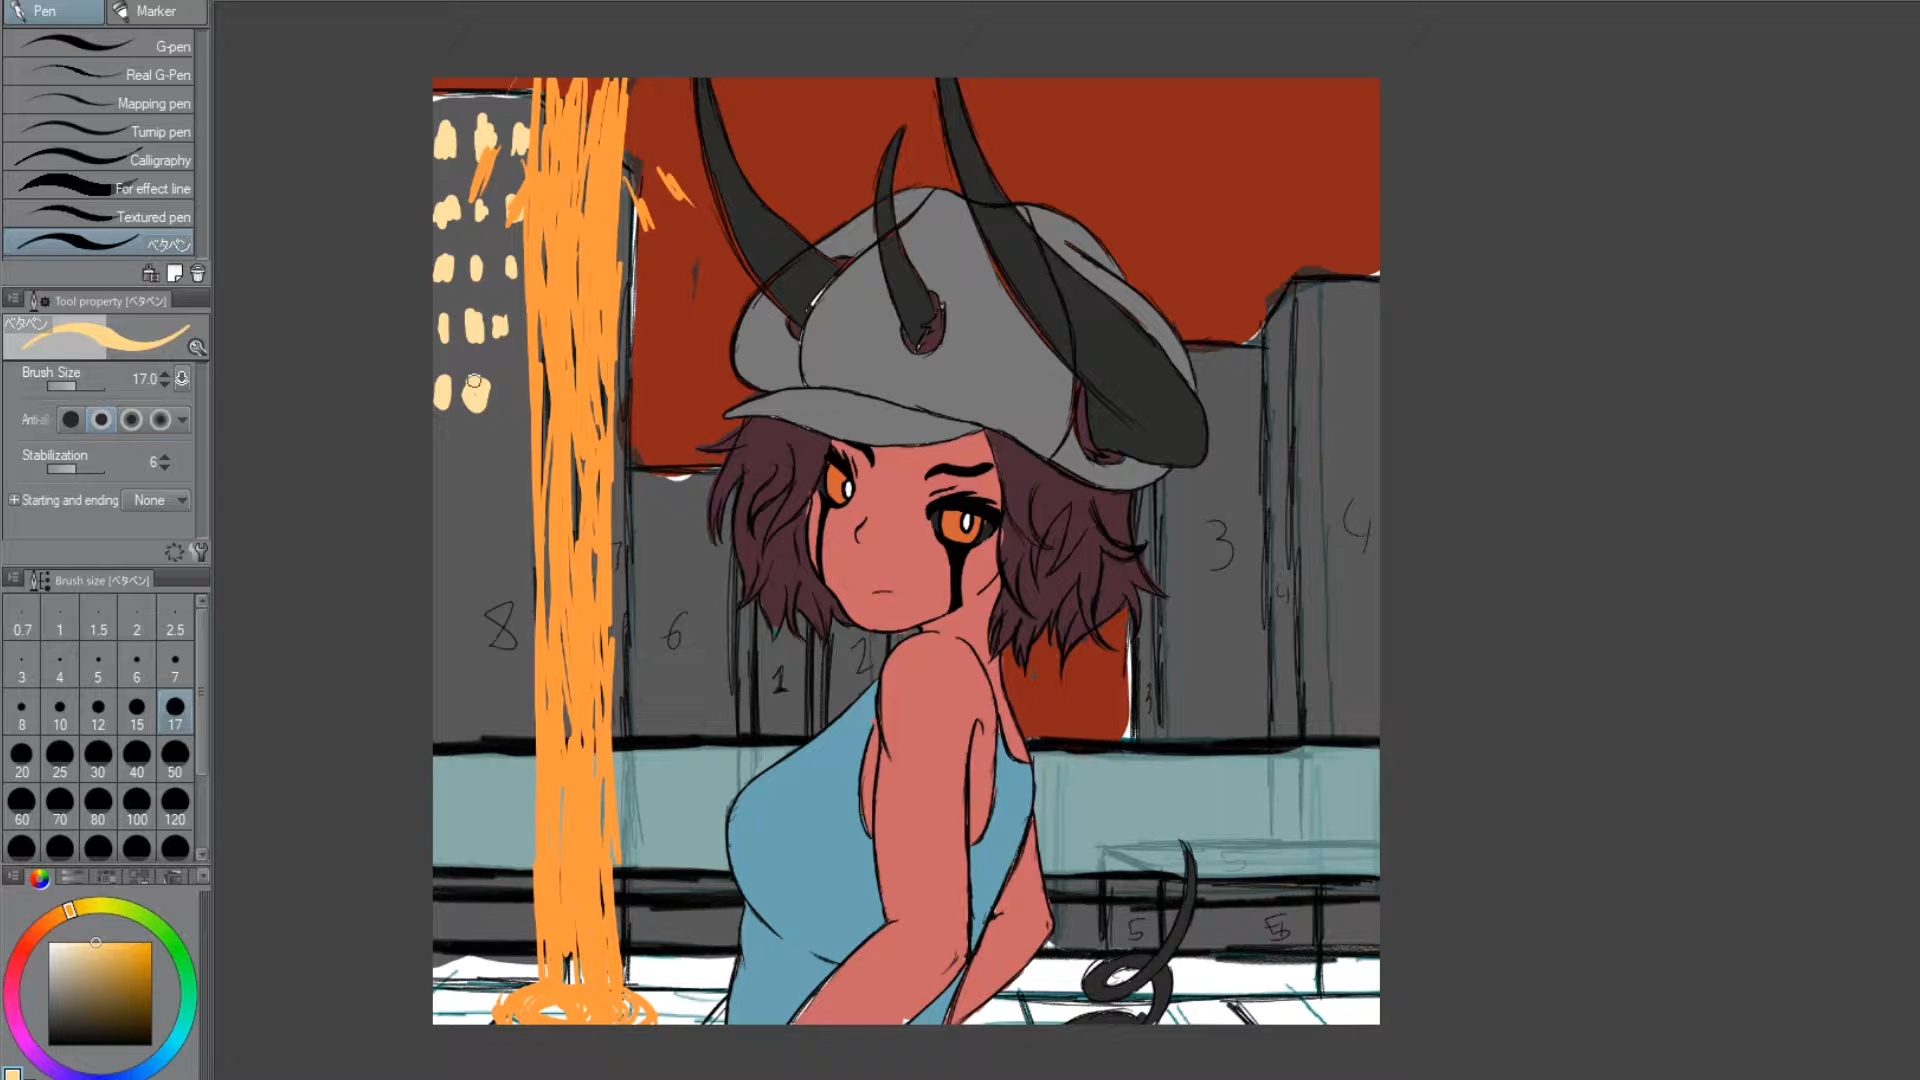 Pen Marker
G-pen
Real G-Pen
Mapping pen
Turnip pen
Calligraphy
For effect line
Textured pen
ベタペン
Tool property [ベタペン]
ベタペン
Brush Size 17.0
Anti-al
Stabilization 6
Starting and ending None
Brush size [ベタペン]
0.7 1 1.5 2 2.5
3 4 5 6 7
8 10 12 15 17
20 25 30 40 50
60 70 80 100 120
3 4
4
8 6 2
1 3
5
5 5